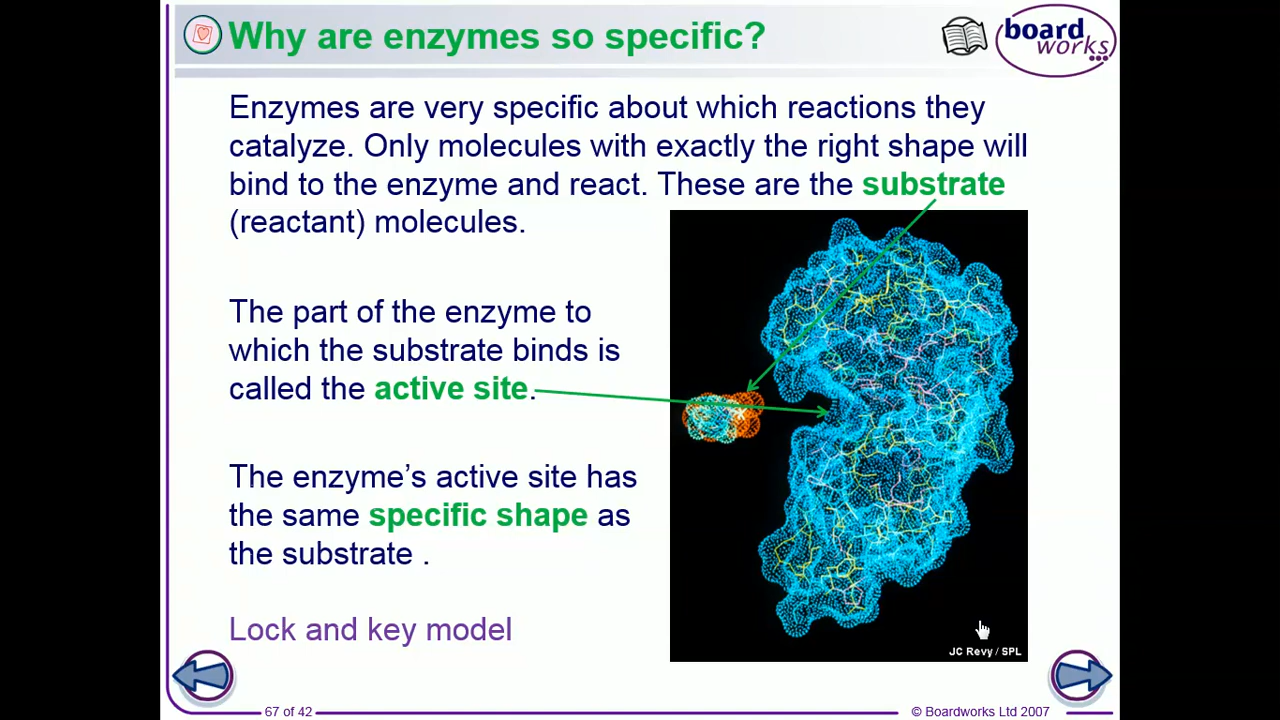 Why are enzymes so specific?
board
works
Enzymes are very specific about which reactions they
catalyze. Only molecules with exactly the right shape will
bind to the enzyme and react. These are the substrate
(reactant) molecules.
The part of the enzyme to
which the substrate binds is
called the active site.
The enzyme’s active site has
the same specific shape as
the substrate .
Lock and key model
JC Revy / SPL
67 of 42
© Boardworks Ltd 2007